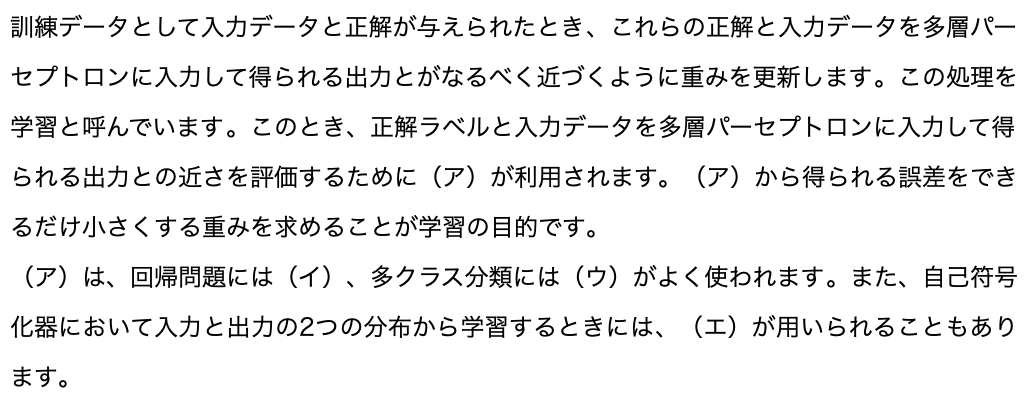 訓練データとして入力データと正解が与えられたとき、これらの正解と入力データを多層パー
セプトロンに入力して得られる出力とがなるべく近づくように重みを更新します。この処理を
学習と呼んでいます。このとき、正解ラベルと入力データを多層パーセプトロンに入力して得
られる出力との近さを評価するために（ア）が利用されます。（ア）から得られる誤差をでき
るだけ小さくする重みを求めることが学習の目的です。
（ア）は、回帰問題には（イ）、多クラス分類には（ウ）がよく使われます。また、自己符号
化器において入力と出力の2つの分布から学習するときには、（エ）が用いられることもあり
ます。